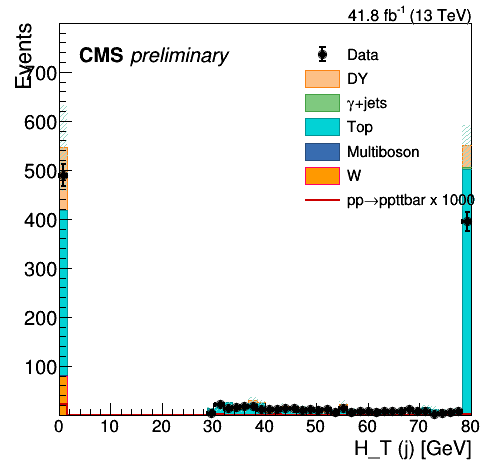 41.8 fb⁻¹ (13 TeV)
Events
CMS preliminary
Data
DY
γ+jets
Top
Multiboson
W
pp→ppttbar x 1000
700
600
500
400
300
200
100
0 10 20 30 40 50 60 70 80
H_T (j) [GeV]